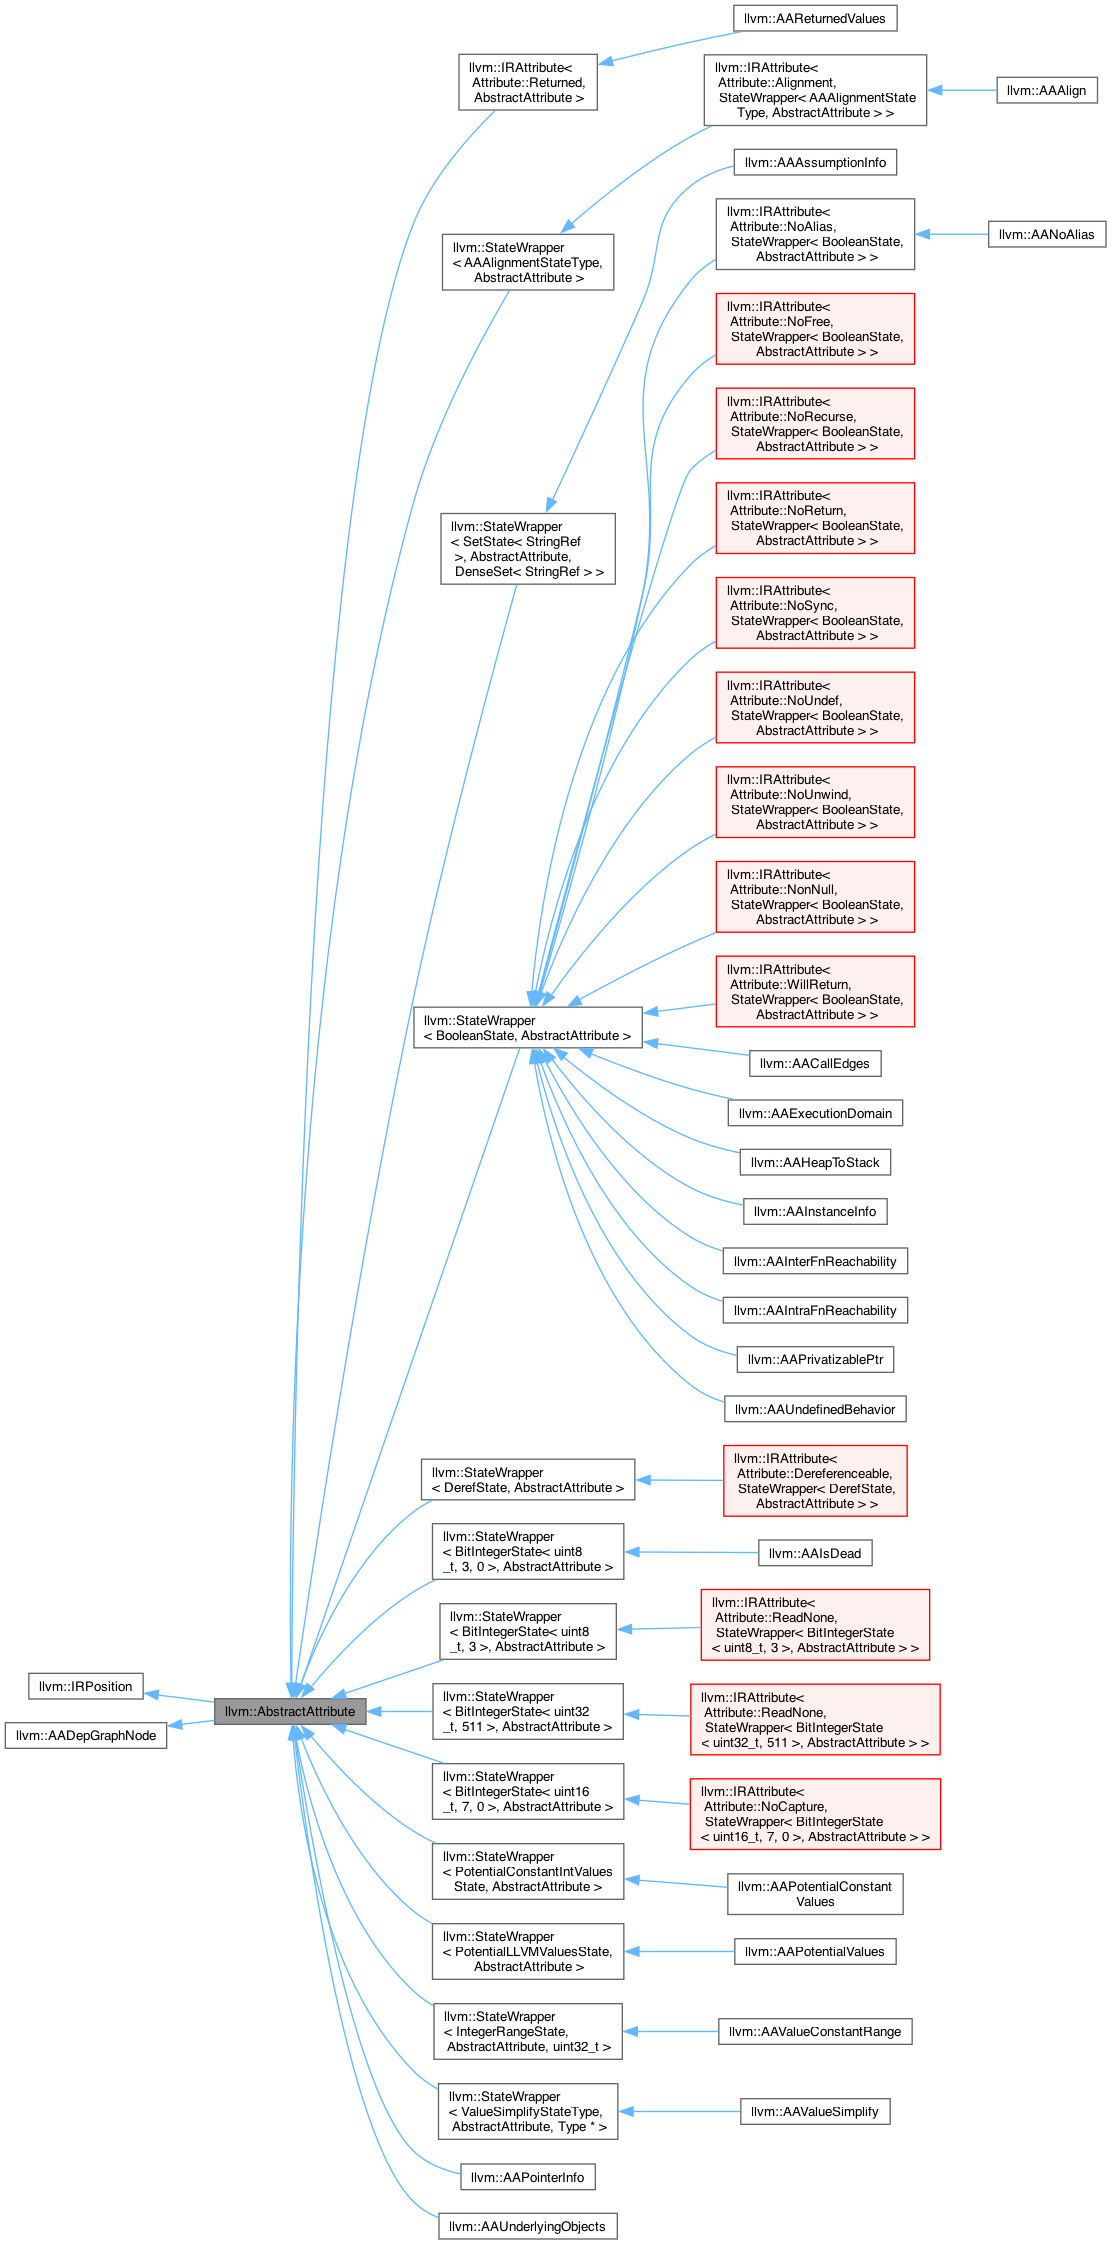 llvm::AAReturnedValues
llvm::IRAttribute<
Attribute::Returned,
AbstractAttribute >
llvm::IRAttribute<
Attribute::Alignment,
StateWrapper< AAAlignmentState
Type, AbstractAttribute > >
llvm::AAAlign
llvm::AAAssumptionInfo
llvm::StateWrapper
< AAAlignmentStateType,
AbstractAttribute >
llvm::IRAttribute<
Attribute::NoAlias,
StateWrapper< BooleanState,
AbstractAttribute > >
llvm::AANoAlias
llvm::IRAttribute<
Attribute::NoFree,
StateWrapper< BooleanState,
AbstractAttribute > >
llvm::IRAttribute<
Attribute::NoRecurse,
StateWrapper< BooleanState,
AbstractAttribute > >
llvm::StateWrapper
< SetState< StringRef
>, AbstractAttribute,
DenseSet< StringRef > >
llvm::IRAttribute<
Attribute::NoReturn,
StateWrapper< BooleanState,
AbstractAttribute > >
llvm::IRAttribute<
Attribute::NoSync,
StateWrapper< BooleanState,
AbstractAttribute > >
llvm::IRAttribute<
Attribute::NoUndef,
StateWrapper< BooleanState,
AbstractAttribute > >
llvm::IRAttribute<
Attribute::NoUnwind,
StateWrapper< BooleanState,
AbstractAttribute > >
llvm::IRAttribute<
Attribute::NonNull,
StateWrapper< BooleanState,
AbstractAttribute > >
llvm::IRAttribute<
Attribute::WillReturn,
StateWrapper< BooleanState,
AbstractAttribute > >
llvm::StateWrapper
< BooleanState, AbstractAttribute >
llvm::AACallEdges
llvm::AAExecutionDomain
llvm::AAHeapToStack
llvm::AAInstanceInfo
llvm::AAInterFnReachability
llvm::AAIntraFnReachability
llvm::AAPrivatizablePtr
llvm::AAUndefinedBehavior
llvm::StateWrapper
< DerefState, AbstractAttribute >
llvm::IRAttribute<
Attribute::Dereferenceable,
StateWrapper< DerefState,
AbstractAttribute > >
llvm::StateWrapper
< BitIntegerState< uint8
_t, 3, 0 >, AbstractAttribute >
llvm::AAIsDead
llvm::StateWrapper
< BitIntegerState< uint8
_t, 3 >, AbstractAttribute >
llvm::IRAttribute<
Attribute::ReadNone,
StateWrapper< BitIntegerState
< uint8_t, 3 >, AbstractAttribute > >
llvm::IRPosition
llvm::AADepGraphNode
llvm::AbstractAttribute
llvm::StateWrapper
< BitIntegerState< uint32
_t, 511 >, AbstractAttribute >
llvm::IRAttribute<
Attribute::ReadNone,
StateWrapper< BitIntegerState
< uint32_t, 511 >, AbstractAttribute > >
llvm::StateWrapper
< BitIntegerState< uint16
_t, 7, 0 >, AbstractAttribute >
llvm::IRAttribute<
Attribute::NoCapture,
StateWrapper< BitIntegerState
< uint16_t, 7, 0 >, AbstractAttribute > >
llvm::StateWrapper
< PotentialConstantIntValues
State, AbstractAttribute >
llvm::AAPotentialConstant
Values
llvm::StateWrapper
< PotentialLLVMValuesState,
AbstractAttribute >
llvm::AAPotentialValues
llvm::StateWrapper
< IntegerRangeState,
AbstractAttribute, uint32_t >
llvm::AAValueConstantRange
llvm::StateWrapper
< ValueSimplifyStateType,
AbstractAttribute, Type * >
llvm::AAValueSimplify
llvm::AAPointerInfo
llvm::AAUnderlyingObjects